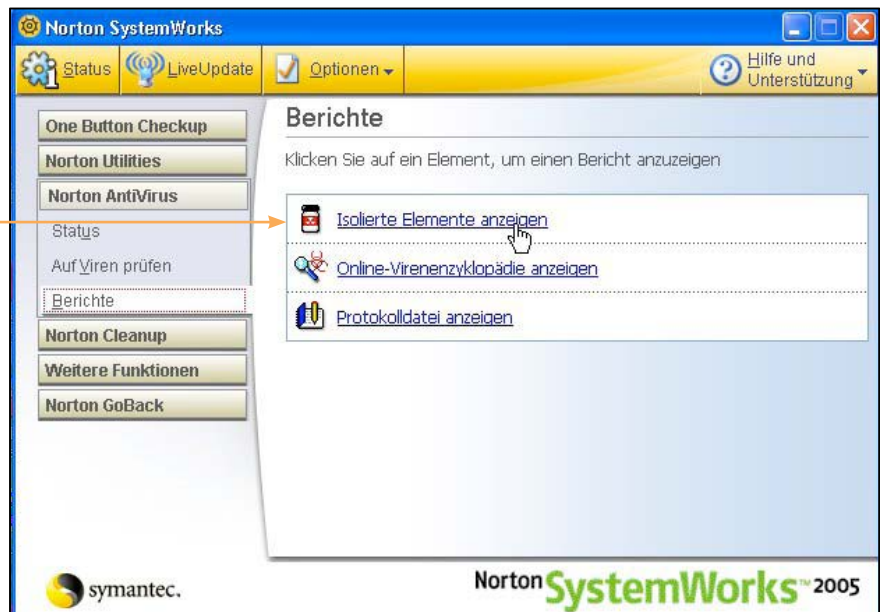 Norton SystemWorks
Status
LiveUpdate
Optionen
Hilfe und
Unterstützung
One Button Checkup
Norton Utilities
Norton AntiVirus
Status
Auf Viren prüfen
Berichte
Norton Cleanup
Weitere Funktionen
Norton GoBack
Berichte
Klicken Sie auf ein Element, um einen Bericht anzuzeigen
Isolierte Elemente anzeigen
Online-Virenenzyklopädie anzeigen
Protokolldatei anzeigen
symantec.
Norton SystemWorks™ 2005